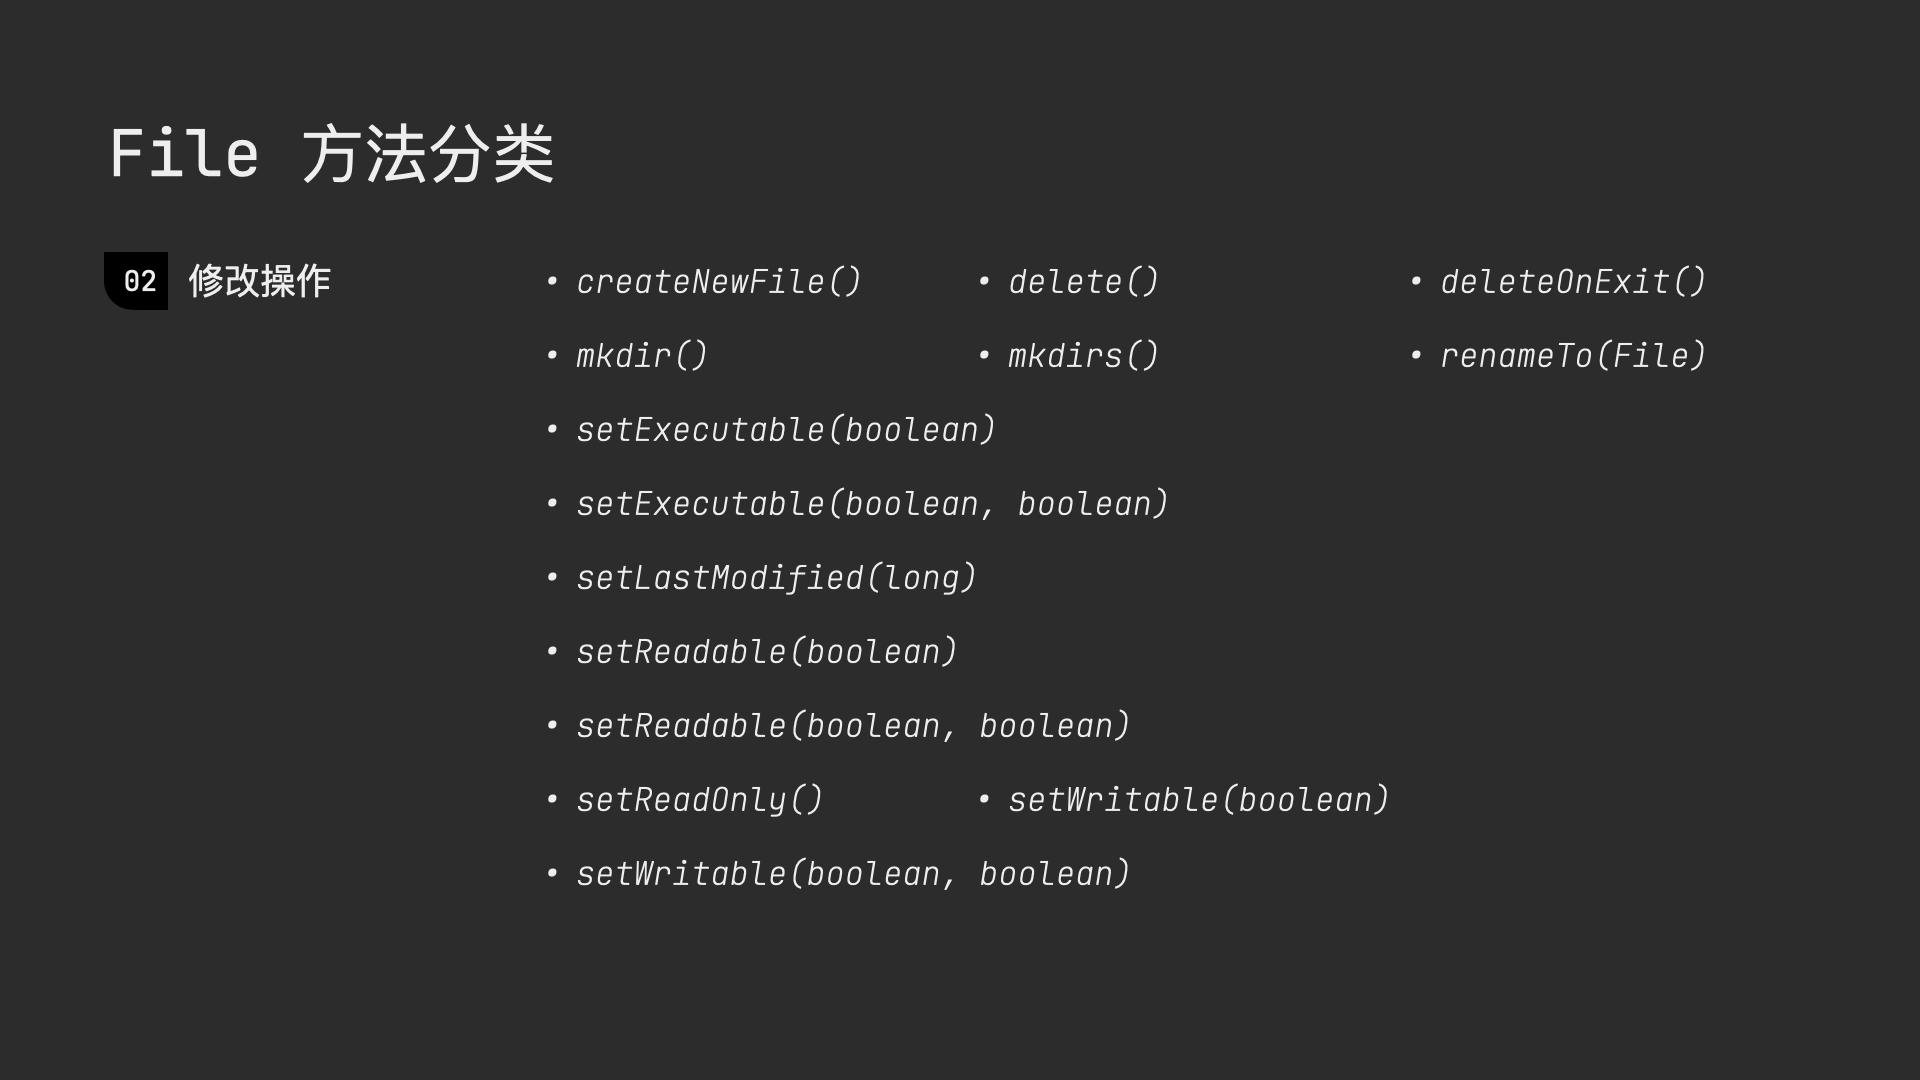 File 方法分类
02 修改操作
• createNewFile() • delete() • deleteOnExit()
• mkdir() • mkdirs() • renameTo(File)
• setExecutable(boolean)
• setExecutable(boolean, boolean)
• setLastModified(long)
• setReadable(boolean)
• setReadable(boolean, boolean)
• setReadOnly() • setWritable(boolean)
• setWritable(boolean, boolean)